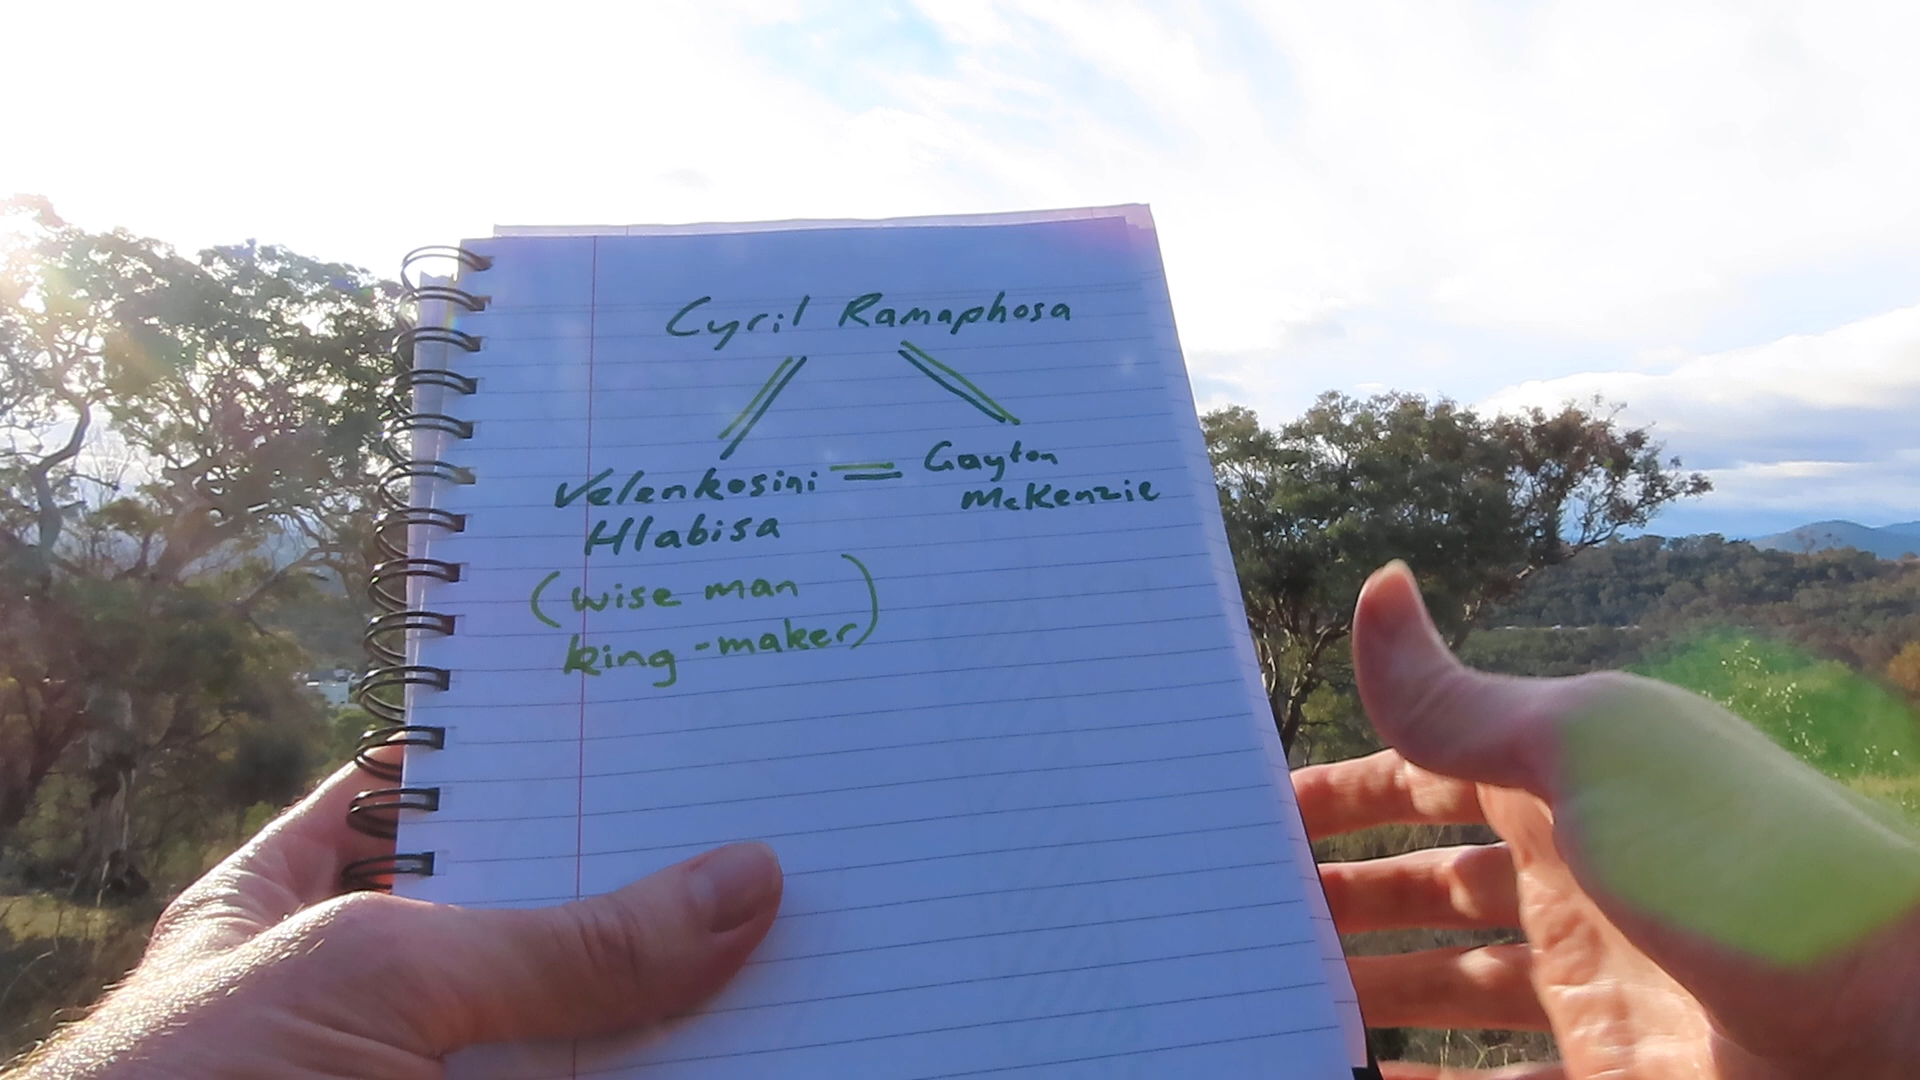 Cyril Ramaphosa
Velenkosini
Hlabisa
Gayton
McKenzie
(wise man
king-maker)